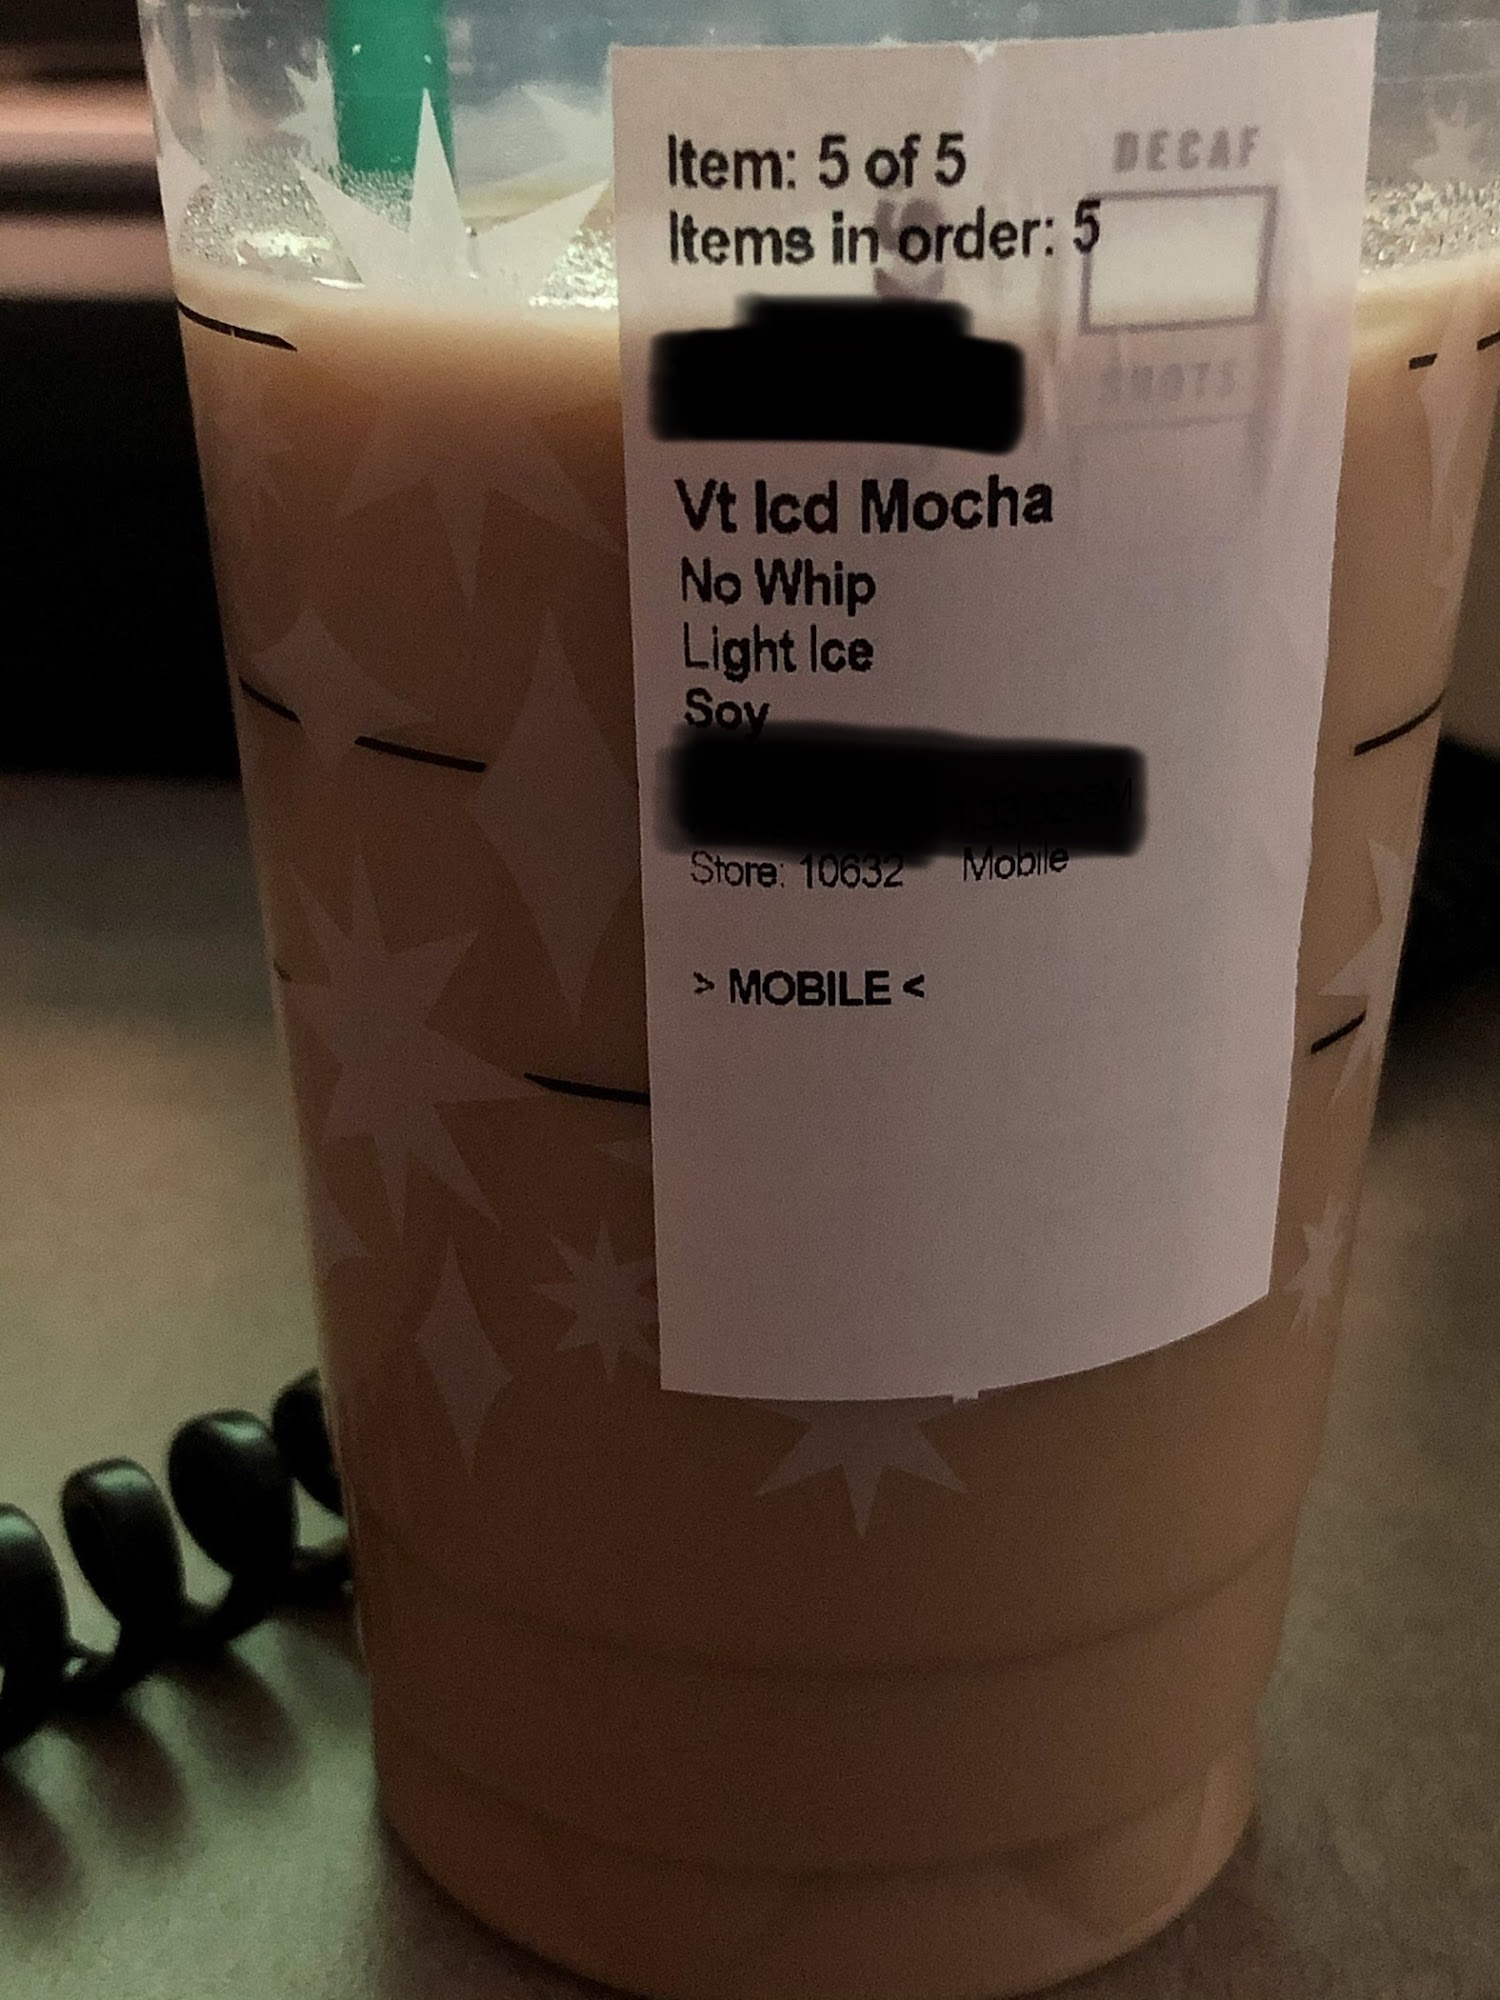 Item: 5 of 5
Items in order: 5
DECAF
SHOTS
Vt Icd Mocha
No Whip
Light Ice
Soy
Store: 10632 Mobile
> MOBILE <